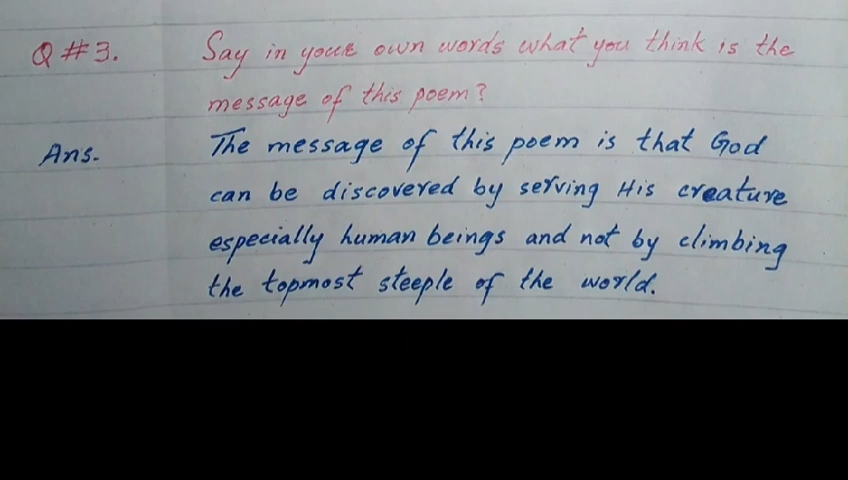 Q #3. Say in your own words what you think is the
message of this poem?
Ans. The message of this poem is that God
can be discovered by serving His creature
especially human beings and not by climbing
the topmost steeple of the world.